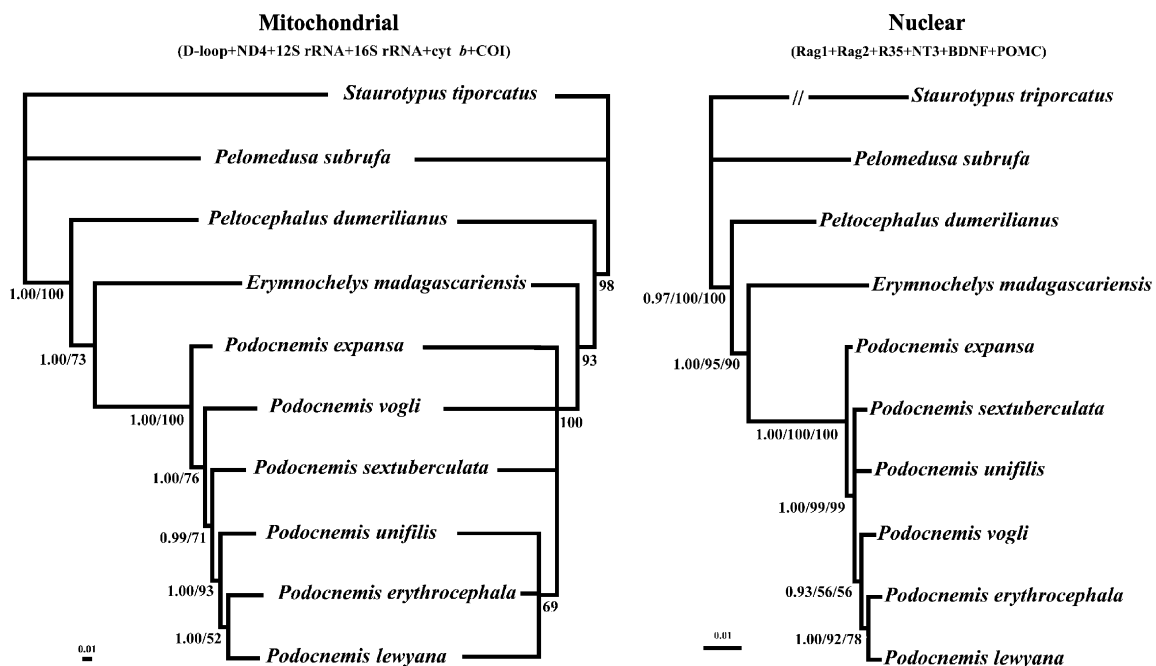 Mitochondrial
(D-loop+ND4+12S rRNA+16S rRNA+cyt b+COI)
Staurotypus tiporcatus
Pelomedusa subrufa
Peltocephalus dumerilianus
1.00/100
Erymnochelys madagascariensis
98
1.00/73
Podocnemis expansa
93
1.00/100
Podocnemis vogli
100
1.00/76
Podocnemis sextuberculata
0.99/71
Podocnemis unifilis
1.00/93
Podocnemis erythrocephala
69
1.00/52
Podocnemis lewyana
0.01
Nuclear
(Rag1+Rag2+R35+NT3+BDNF+POMC)
//
Staurotypus triporcatus
Pelomedusa subrufa
Peltocephalus dumerilianus
0.97/100/100
Erymnochelys madagascariensis
1.00/95/90
Podocnemis expansa
1.00/100/100
Podocnemis sextuberculata
Podocnemis unifilis
1.00/99/99
Podocnemis vogli
0.93/56/56
Podocnemis erythrocephala
1.00/92/78
Podocnemis lewyana
0.01